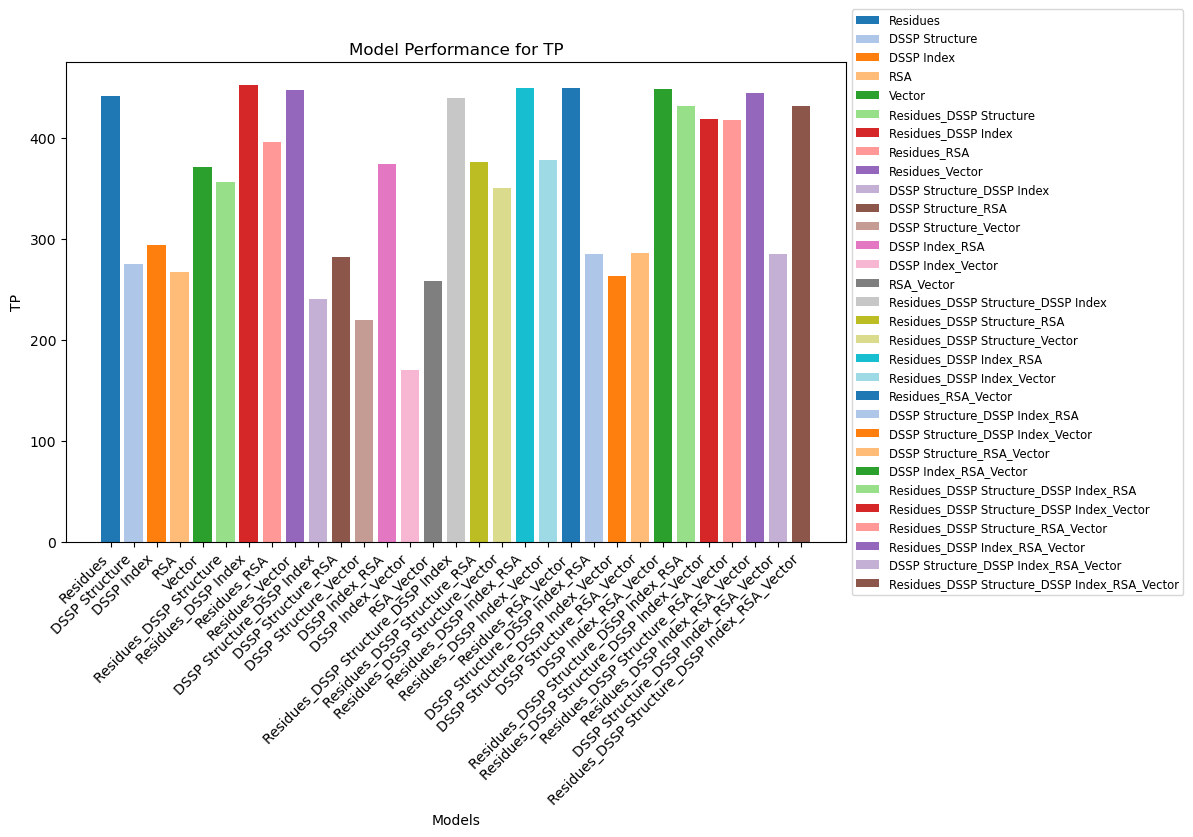 Model Performance for TP
TP
400
300
200
100
0
Residues
DSSP Structure
DSSP Index
RSA
Vector
Residues_DSSP Structure
Residues_DSSP Index
Residues_RSA
Residues_Vector
DSSP Structure_DSSP Index
DSSP Structure_RSA
DSSP Structure_Vector
DSSP Index_RSA
DSSP Index_Vector
RSA_Vector
Residues_DSSP Structure_DSSP Index
Residues_DSSP Structure_RSA
Residues_DSSP Structure_Vector
Residues_DSSP Index_RSA
Residues_DSSP Index_Vector
Residues_RSA_Vector
DSSP Structure_DSSP Index_RSA
DSSP Structure_DSSP Index_Vector
DSSP Structure_RSA_Vector
DSSP Index_RSA_Vector
Residues_DSSP Structure_DSSP Index_RSA
Residues_DSSP Structure_DSSP Index_Vector
Residues_DSSP Structure_RSA_Vector
Residues_DSSP Index_RSA_Vector
DSSP Structure_DSSP Index_RSA_Vector
Residues_DSSP Structure_DSSP Index_RSA_Vector
Models
Residues
DSSP Structure
DSSP Index
RSA
Vector
Residues_DSSP Structure
Residues_DSSP Index
Residues_RSA
Residues_Vector
DSSP Structure_DSSP Index
DSSP Structure_RSA
DSSP Structure_Vector
DSSP Index_RSA
DSSP Index_Vector
RSA_Vector
Residues_DSSP Structure_DSSP Index
Residues_DSSP Structure_RSA
Residues_DSSP Structure_Vector
Residues_DSSP Index_RSA
Residues_DSSP Index_Vector
Residues_RSA_Vector
DSSP Structure_DSSP Index_RSA
DSSP Structure_DSSP Index_Vector
DSSP Structure_RSA_Vector
DSSP Index_RSA_Vector
Residues_DSSP Structure_DSSP Index_RSA
Residues_DSSP Structure_DSSP Index_Vector
Residues_DSSP Structure_RSA_Vector
Residues_DSSP Index_RSA_Vector
DSSP Structure_DSSP Index_RSA_Vector
Residues_DSSP Structure_DSSP Index_RSA_Vector